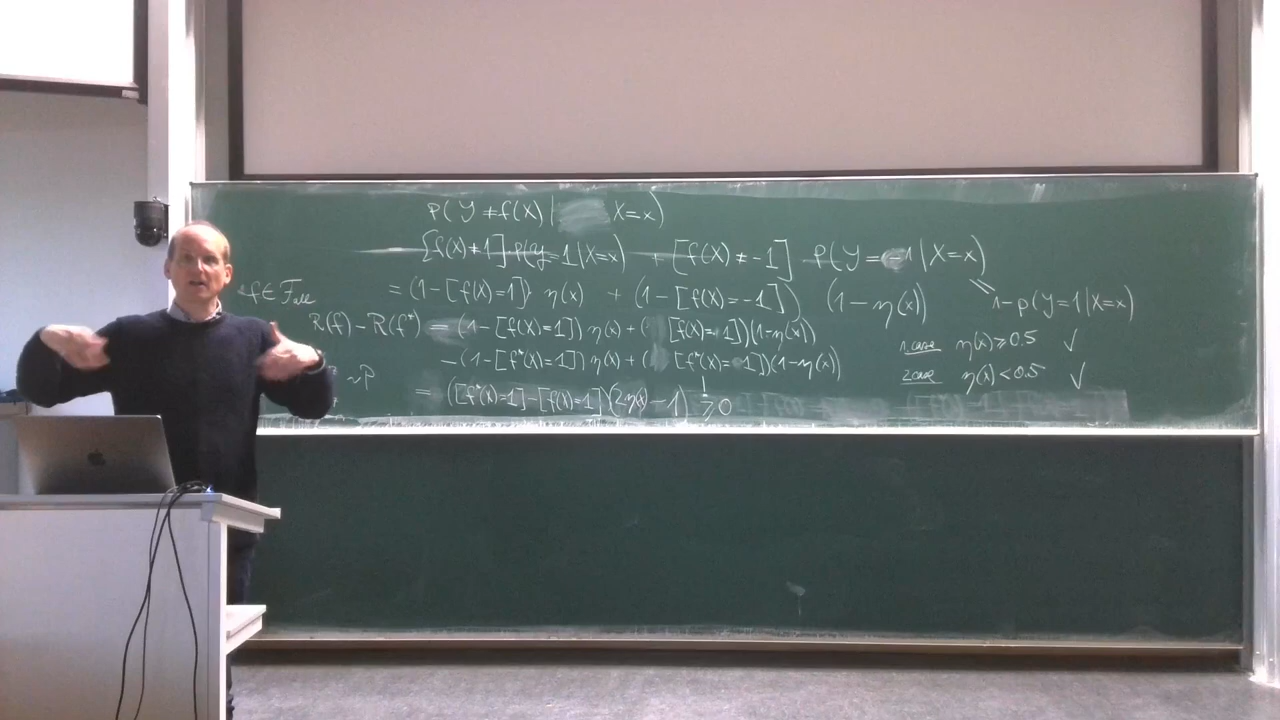 p(Y ≠ f(X) | X=x)
[f(X)≠1] p(Y=1|X=x) + [f(X)≠-1] p(Y=-1|X=x)
f ∈ F_all = (1-[f(X)=1]) η(x) + (1-[f(X)=-1]) (1-η(x)) 1-p(Y=1|X=x)
R(f)-R(f*) = (1-[f(X)=1]) η(x) + ( [f(X)=1])(1-η(x))
1.case η(x)≥0.5 ✓
-(1-[f*(X)=1]) η(x) + ( [f*(X)=1])(1-η(x))
2.case η(x)<0.5 ✓
~P
= ([f*(X)=1]-[f(X)=1])(2η(x)-1) ≥ 0
!